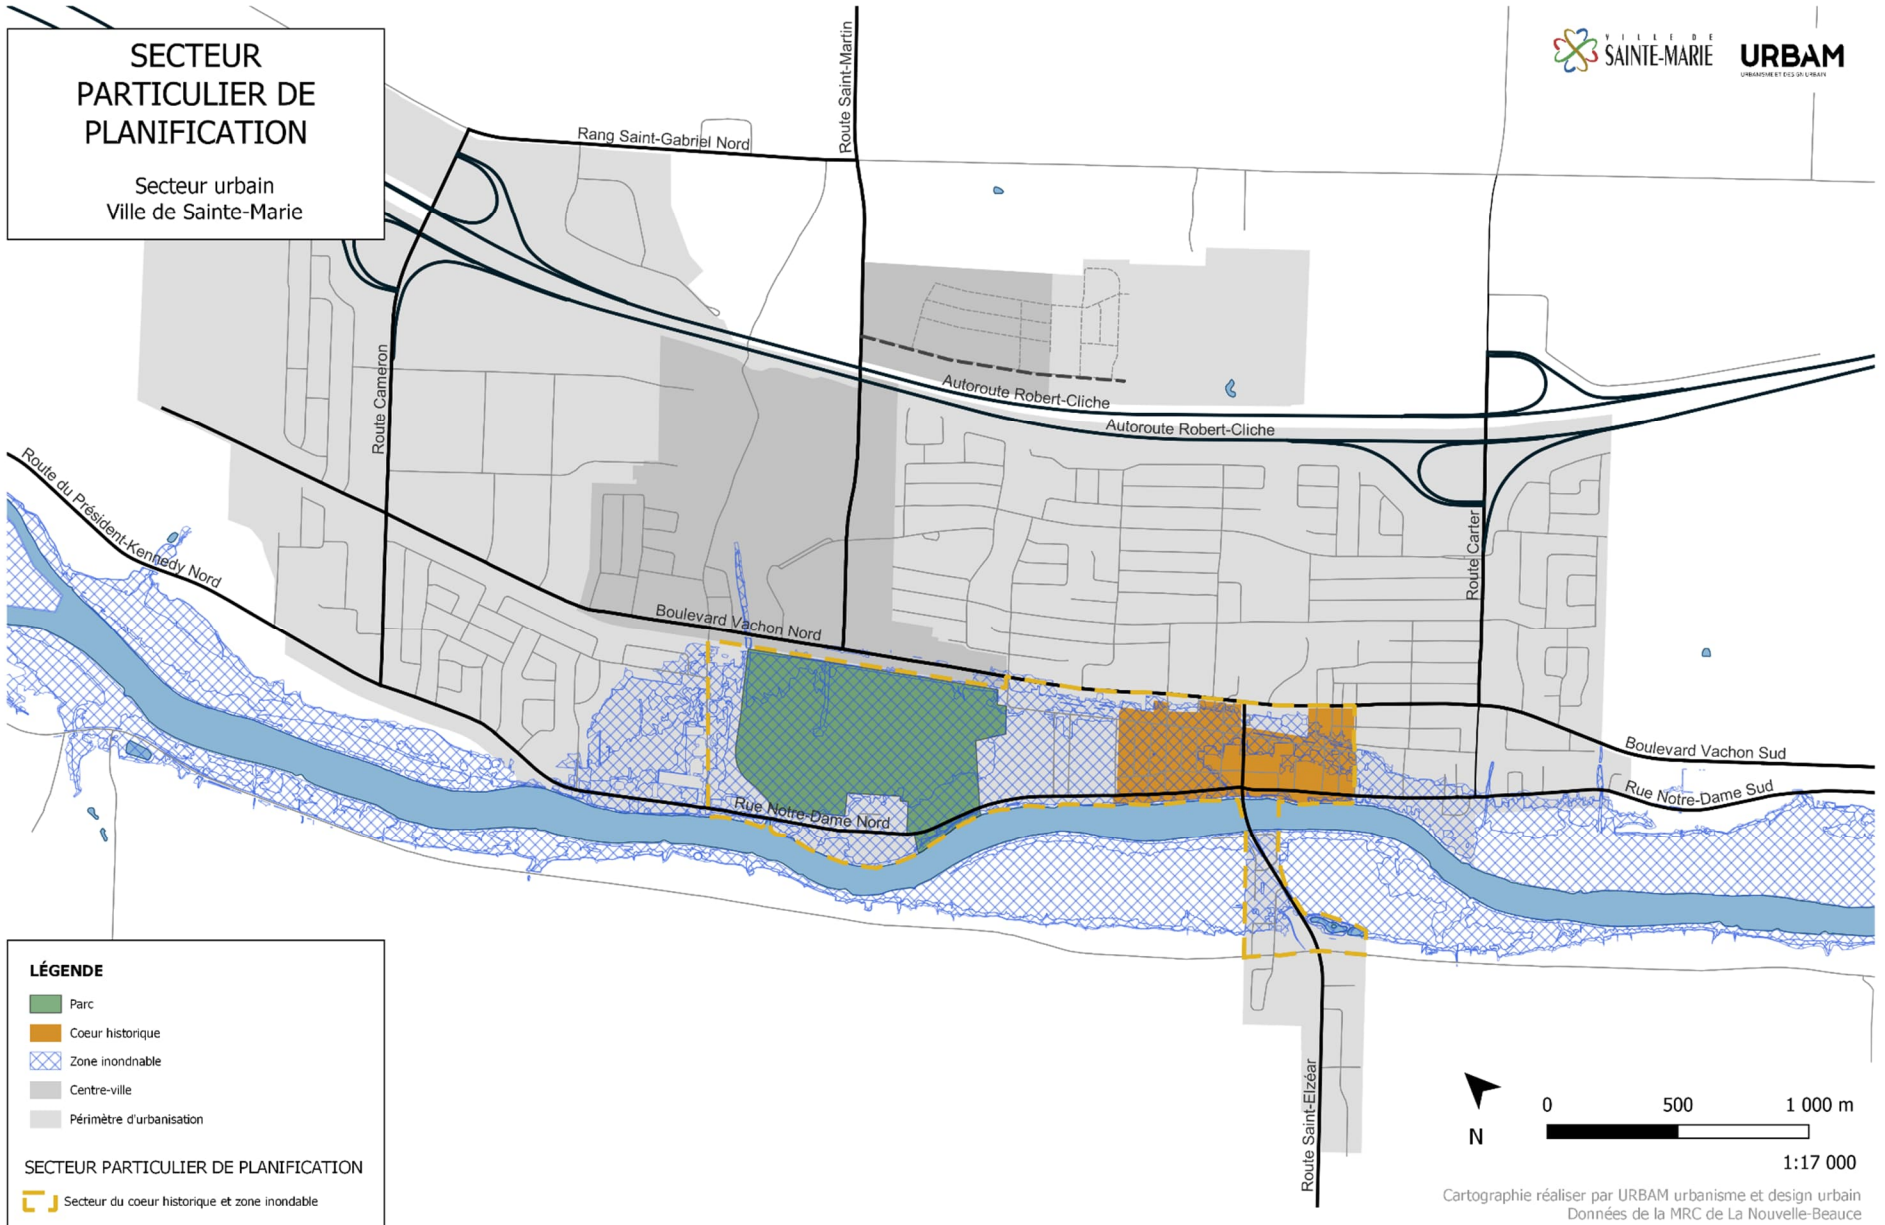 SECTEUR
PARTICULIER DE
PLANIFICATION
Secteur urbain
Ville de Sainte-Marie
VILLE DE
SAINTE-MARIE
URBAM
URBANISME ET DESIGN URBAIN
Route Saint-Martin
Rang Saint-Gabriel Nord
Route Cameron
Autoroute Robert-Cliche
Autoroute Robert-Cliche
Route du Président-Kennedy Nord
Route Carter
Boulevard Vachon Nord
Boulevard Vachon Sud
Rue Notre-Dame Nord
Rue Notre-Dame Sud
Route Saint-Elzéar
LÉGENDE
Parc
Coeur historique
Zone inondnable
Centre-ville
Périmètre d'urbanisation
SECTEUR PARTICULIER DE PLANIFICATION
Secteur du coeur historique et zone inondable
N
0 500 1 000 m
1:17 000
Cartographie réaliser par URBAM urbanisme et design urbain
Données de la MRC de La Nouvelle-Beauce